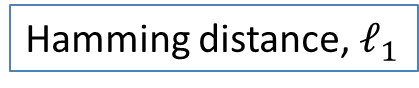 Hamming distance, ℓ₁